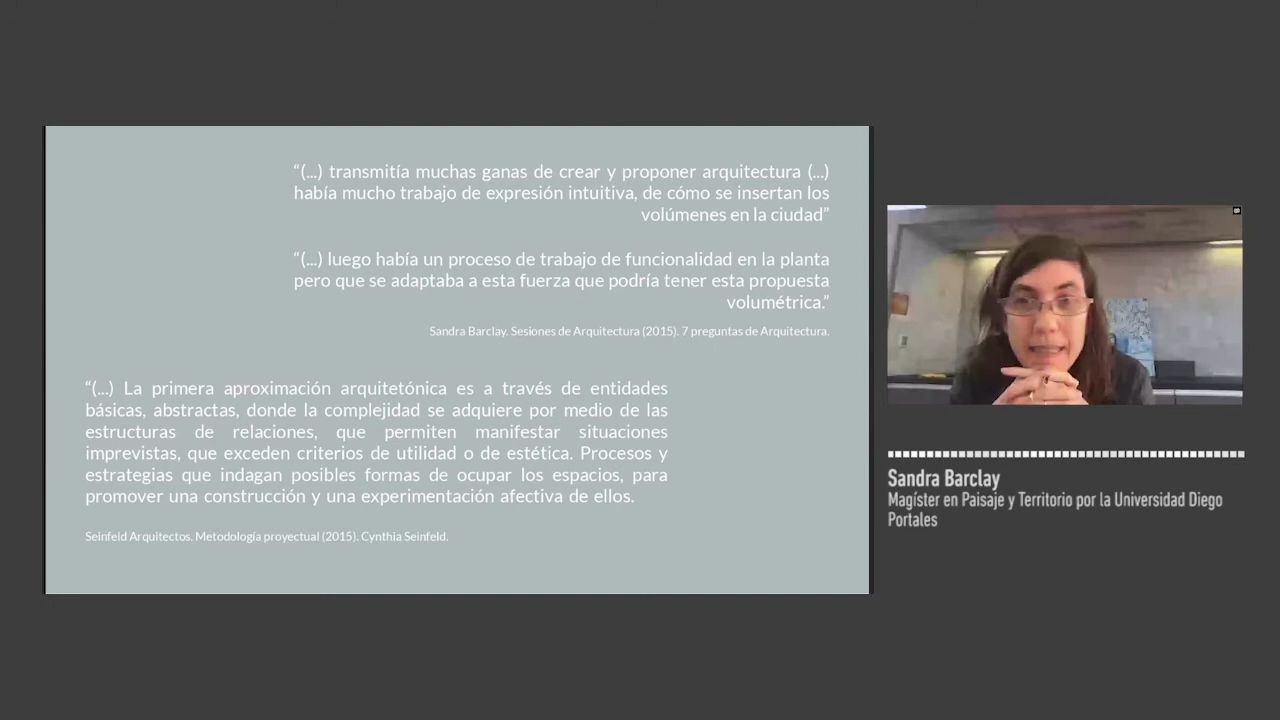 “(...) transmitía muchas ganas de crear y proponer arquitectura (...)
había mucho trabajo de expresión intuitiva, de cómo se insertan los
volúmenes en la ciudad”
“(...) luego había un proceso de trabajo de funcionalidad en la planta
pero que se adaptaba a esta fuerza que podría tener esta propuesta
volumétrica.”
Sandra Barclay. Sesiones de Arquitectura (2015). 7 preguntas de Arquitectura.
“(...) La primera aproximación arquitetónica es a través de entidades
básicas, abstractas, donde la complejidad se adquiere por medio de las
estructuras de relaciones, que permiten manifestar situaciones
imprevistas, que exceden criterios de utilidad o de estética. Procesos y
estrategias que indagan posibles formas de ocupar los espacios, para
promover una construcción y una experimentación afectiva de ellos.
Seinfeld Arquitectos. Metodología proyectual (2015). Cynthia Seinfeld.
Sandra Barclay
Magíster en Paisaje y Territorio por la Universidad Diego
Portales